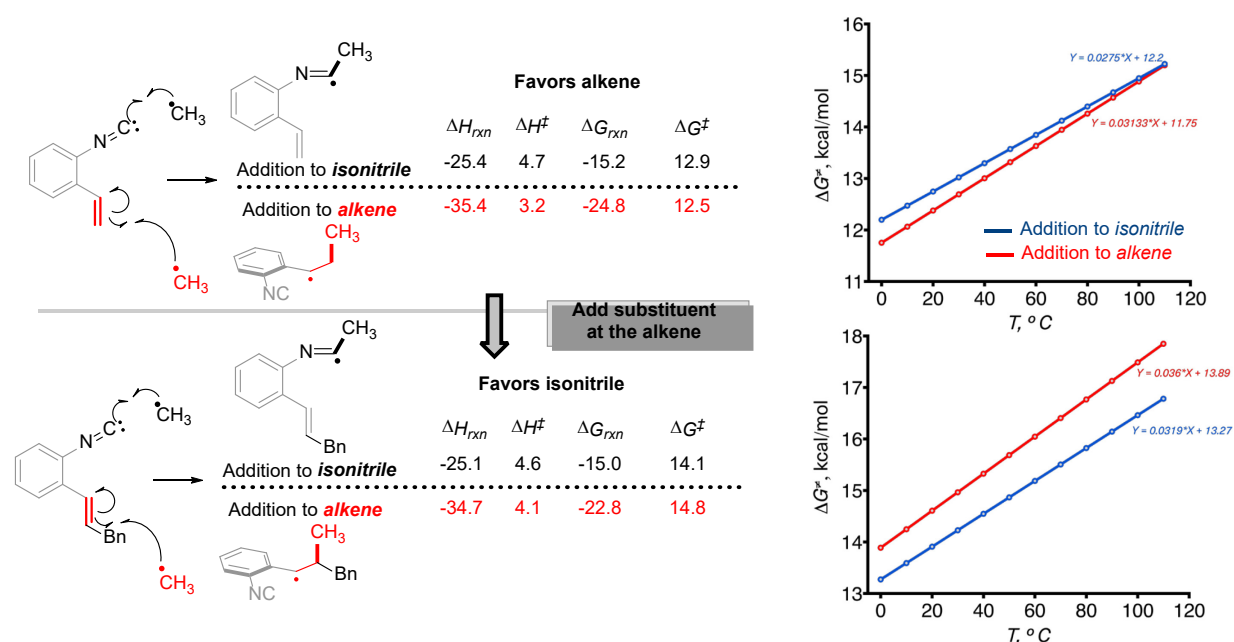 CH₃
N
Favors alkene
N=C:
•CH₃
ΔHrxn ΔH‡ ΔGrxn ΔG‡
-25.4 4.7 -15.2 12.9
Addition to isonitrile
Addition to alkene
-35.4 3.2 -24.8 12.5
CH₃
NC
•CH₃
Add substituent
at the alkene
CH₃
N
Favors isonitrile
N=C:
•CH₃
Bn
ΔHrxn ΔH‡ ΔGrxn ΔG‡
-25.1 4.6 -15.0 14.1
Addition to isonitrile
Addition to alkene
-34.7 4.1 -22.8 14.8
Bn
CH₃
Bn
NC
•CH₃
16
15
14
13
12
11
ΔG≠, kcal/mol
Y = 0.0275*X + 12.2
Y = 0.03133*X + 11.75
Addition to isonitrile
Addition to alkene
0 20 40 60 80 100 120
T, º C
18
17
16
15
14
13
ΔG≠, kcal/mol
Y = 0.036*X + 13.89
Y = 0.0319*X + 13.27
0 20 40 60 80 100 120
T, º C